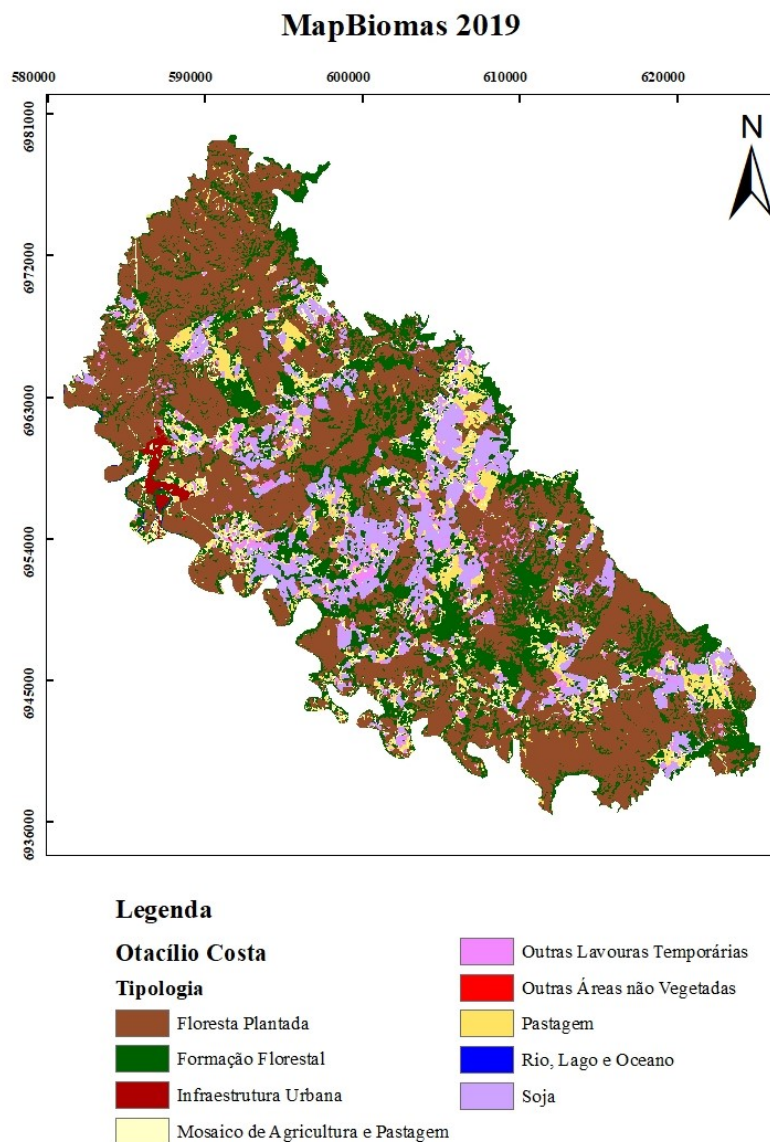 MapBiomas 2019
580000
590000
600000
610000
620000
6981000
6972000
6963000
6954000
6945000
6936000
N
Legenda
Otacílio Costa
Tipologia
Floresta Plantada
Formação Florestal
Infraestrutura Urbana
Mosaico de Agricultura e Pastagem
Outras Lavouras Temporárias
Outras Áreas não Vegetadas
Pastagem
Rio, Lago e Oceano
Soja